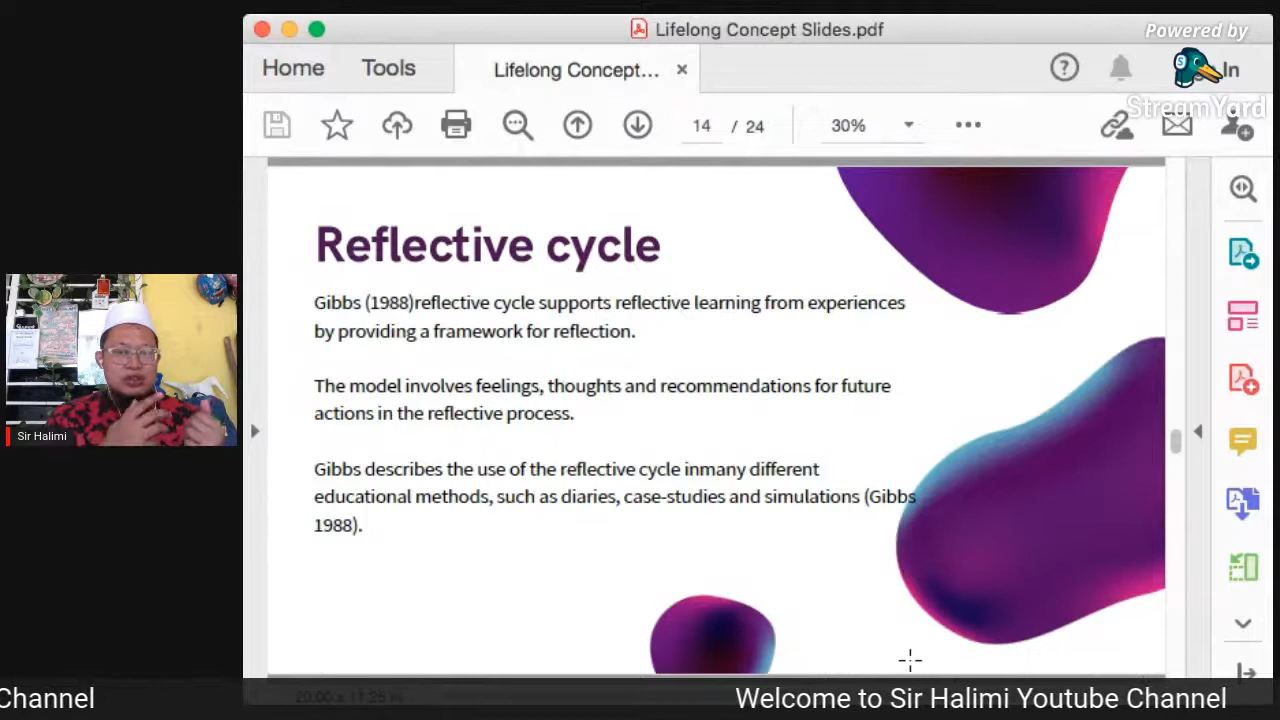 Lifelong Concept Slides.pdf
Powered by
Home
Tools
Lifelong Concept...
In
StreamYard
14 / 24
30%
Reflective cycle
Gibbs (1988)reflective cycle supports reflective learning from experiences
by providing a framework for reflection.
The model involves feelings, thoughts and recommendations for future
actions in the reflective process.
Gibbs describes the use of the reflective cycle inmany different
educational methods, such as diaries, case-studies and simulations (Gibbs
1988).
Sir Halimi
Channel
Welcome to Sir Halimi Youtube Channel